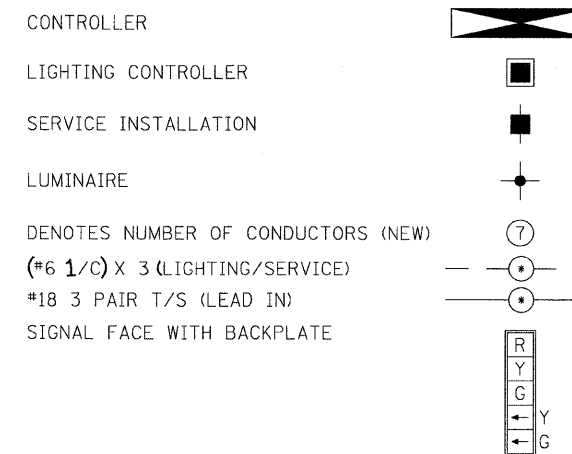 CONTROLLER
LIGHTING CONTROLLER
SERVICE INSTALLATION
LUMINAIRE
DENOTES NUMBER OF CONDUCTORS (NEW) 7
(#6 1/C) X 3 (LIGHTING/SERVICE) *
#18 3 PAIR T/S (LEAD IN) *
SIGNAL FACE WITH BACKPLATE
R
Y
G
← Y
← G